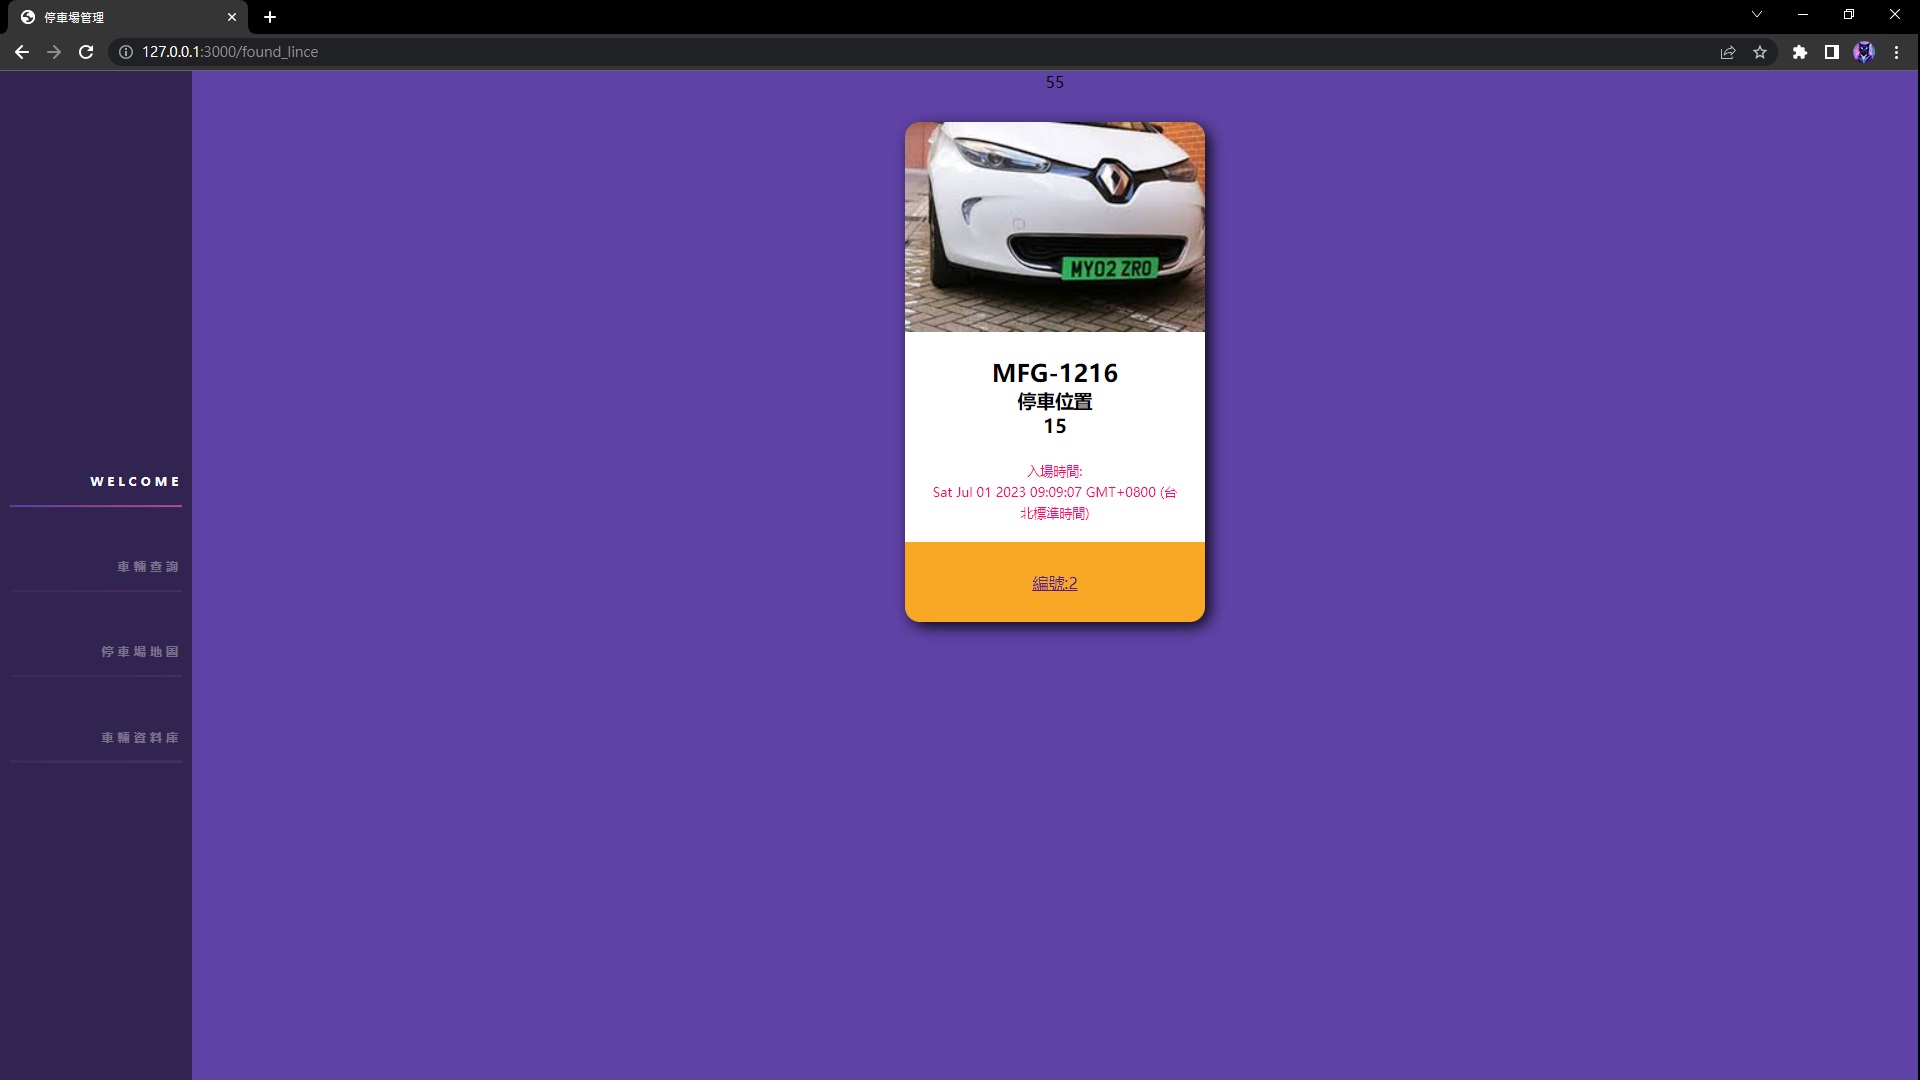 停車場管理
127.0.0.1:3000/found_lince
55
WELCOME
車輛查詢
停車場地圖
車輛資料庫
MY02 ZRO
MFG-1216
停車位置
15
入場時間:
Sat Jul 01 2023 09:09:07 GMT+0800 (台
北標準時間)
編號:2